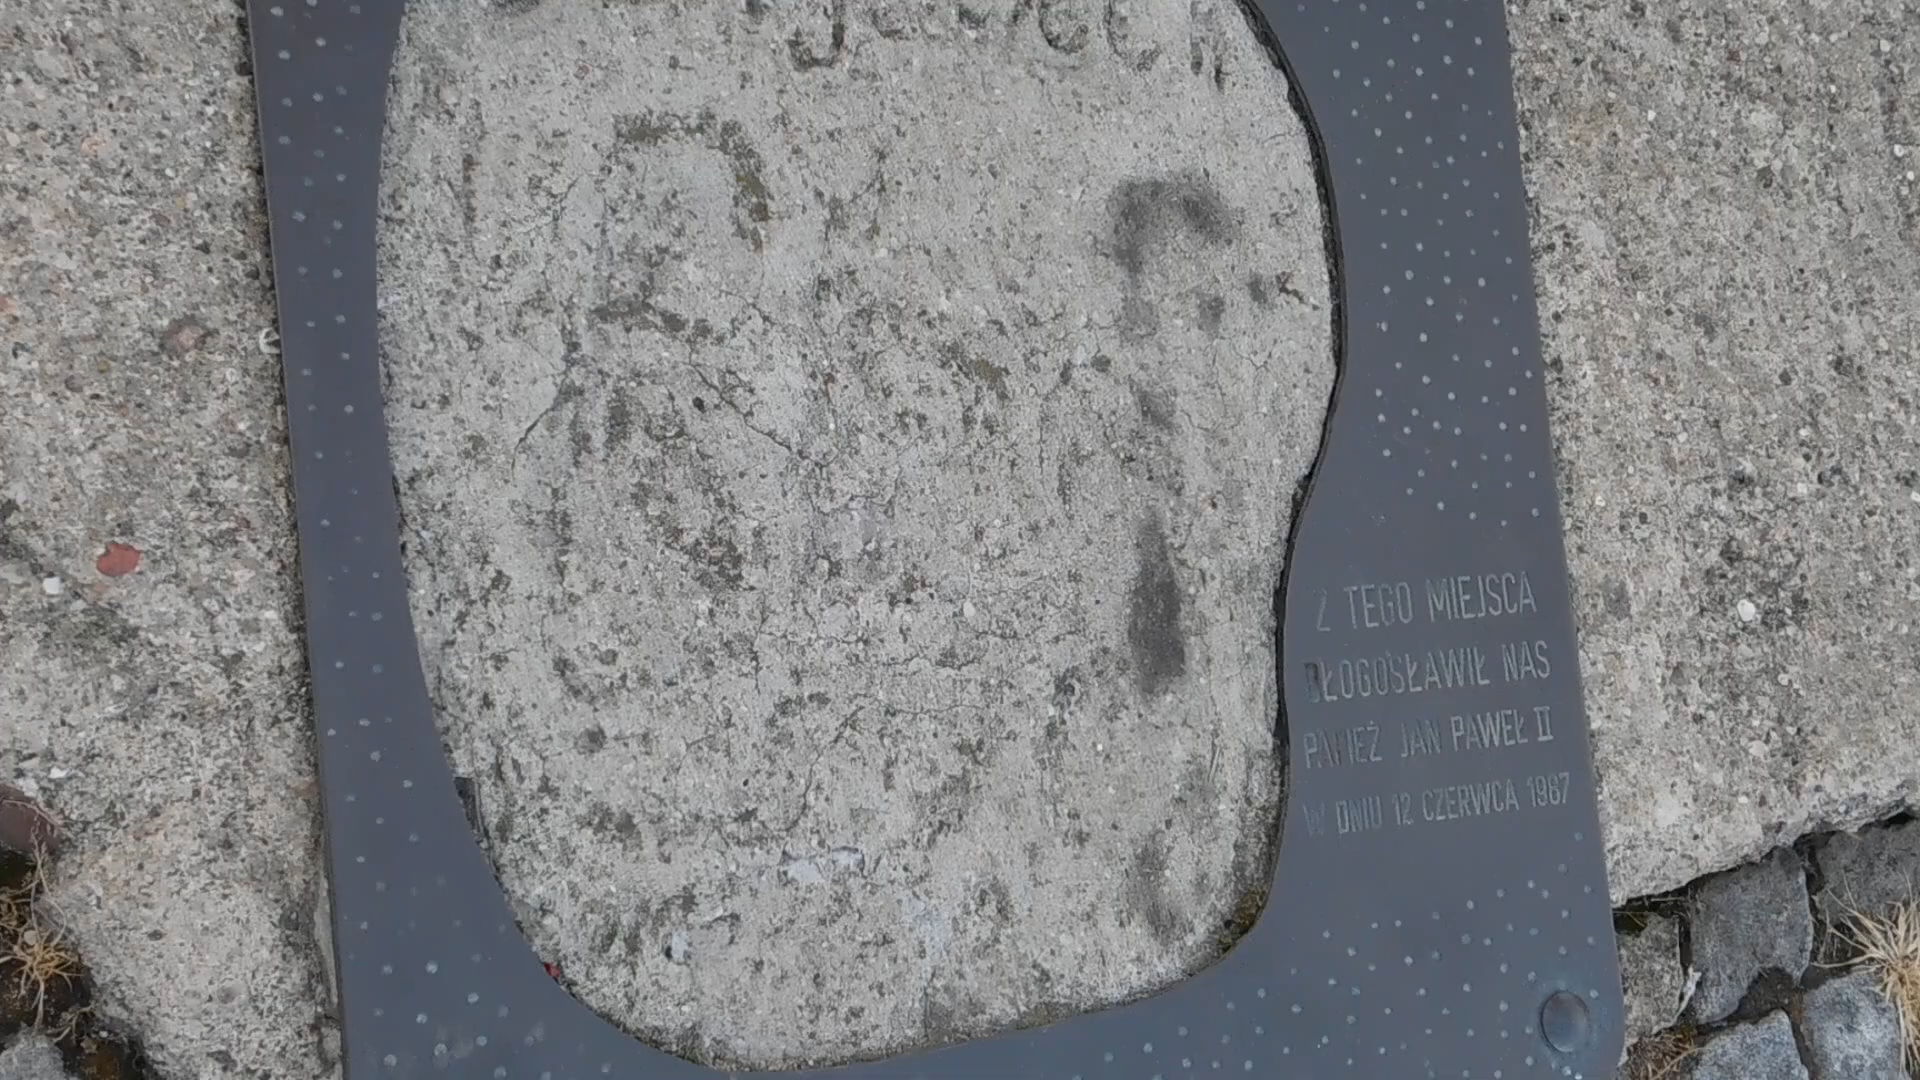 Z TEGO MIEJSCA
BŁOGOSŁAWIŁ NAS
PAPIEŻ JAN PAWEŁ II
W DNIU 12 CZERWCA 1987